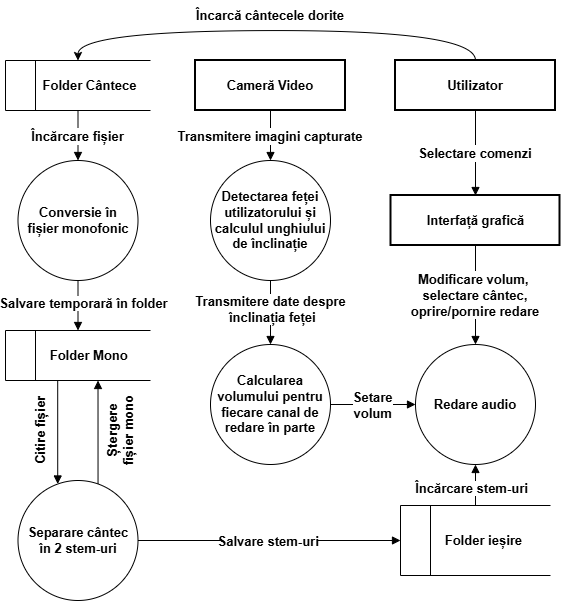 Încarcă cântecele dorite
Folder Cântece
Cameră Video
Utilizator
Încărcare fișier
Transmitere imagini capturate
Selectare comenzi
Conversie în
fișier monofonic
Detectarea feței
utilizatorului și
calculul unghiului
de înclinație
Interfață grafică
Salvare temporară în folder
Transmitere date despre
înclinația feței
Modificare volum,
selectare cântec,
oprire/pornire redare
Folder Mono
Calcularea
volumului pentru
fiecare canal de
redare în parte
Setare
volum
Redare audio
Citire fișier
Ștergere
fișier mono
Încărcare stem-uri
Separare cântec
în 2 stem-uri
Salvare stem-uri
Folder ieșire